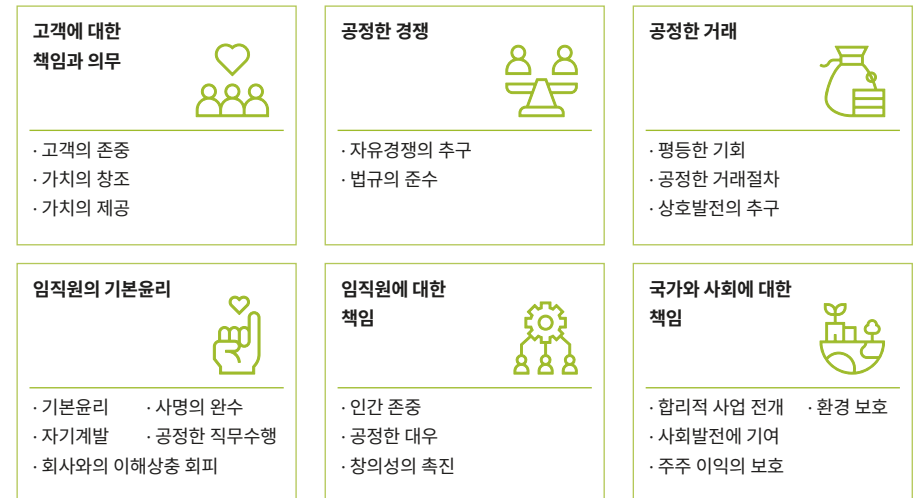 고객에 대한
책임과 의무
· 고객의 존중
· 가치의 창조
· 가치의 제공
공정한 경쟁
· 자유경쟁의 추구
· 법규의 준수
공정한 거래
· 평등한 기회
· 공정한 거래절차
· 상호발전의 추구
임직원의 기본윤리
· 기본윤리 · 사명의 완수
· 자기계발 · 공정한 직무수행
· 회사와의 이해상충 회피
임직원에 대한
책임
· 인간 존중
· 공정한 대우
· 창의성의 촉진
국가와 사회에 대한
책임
· 합리적 사업 전개 · 환경 보호
· 사회발전에 기여
· 주주 이익의 보호